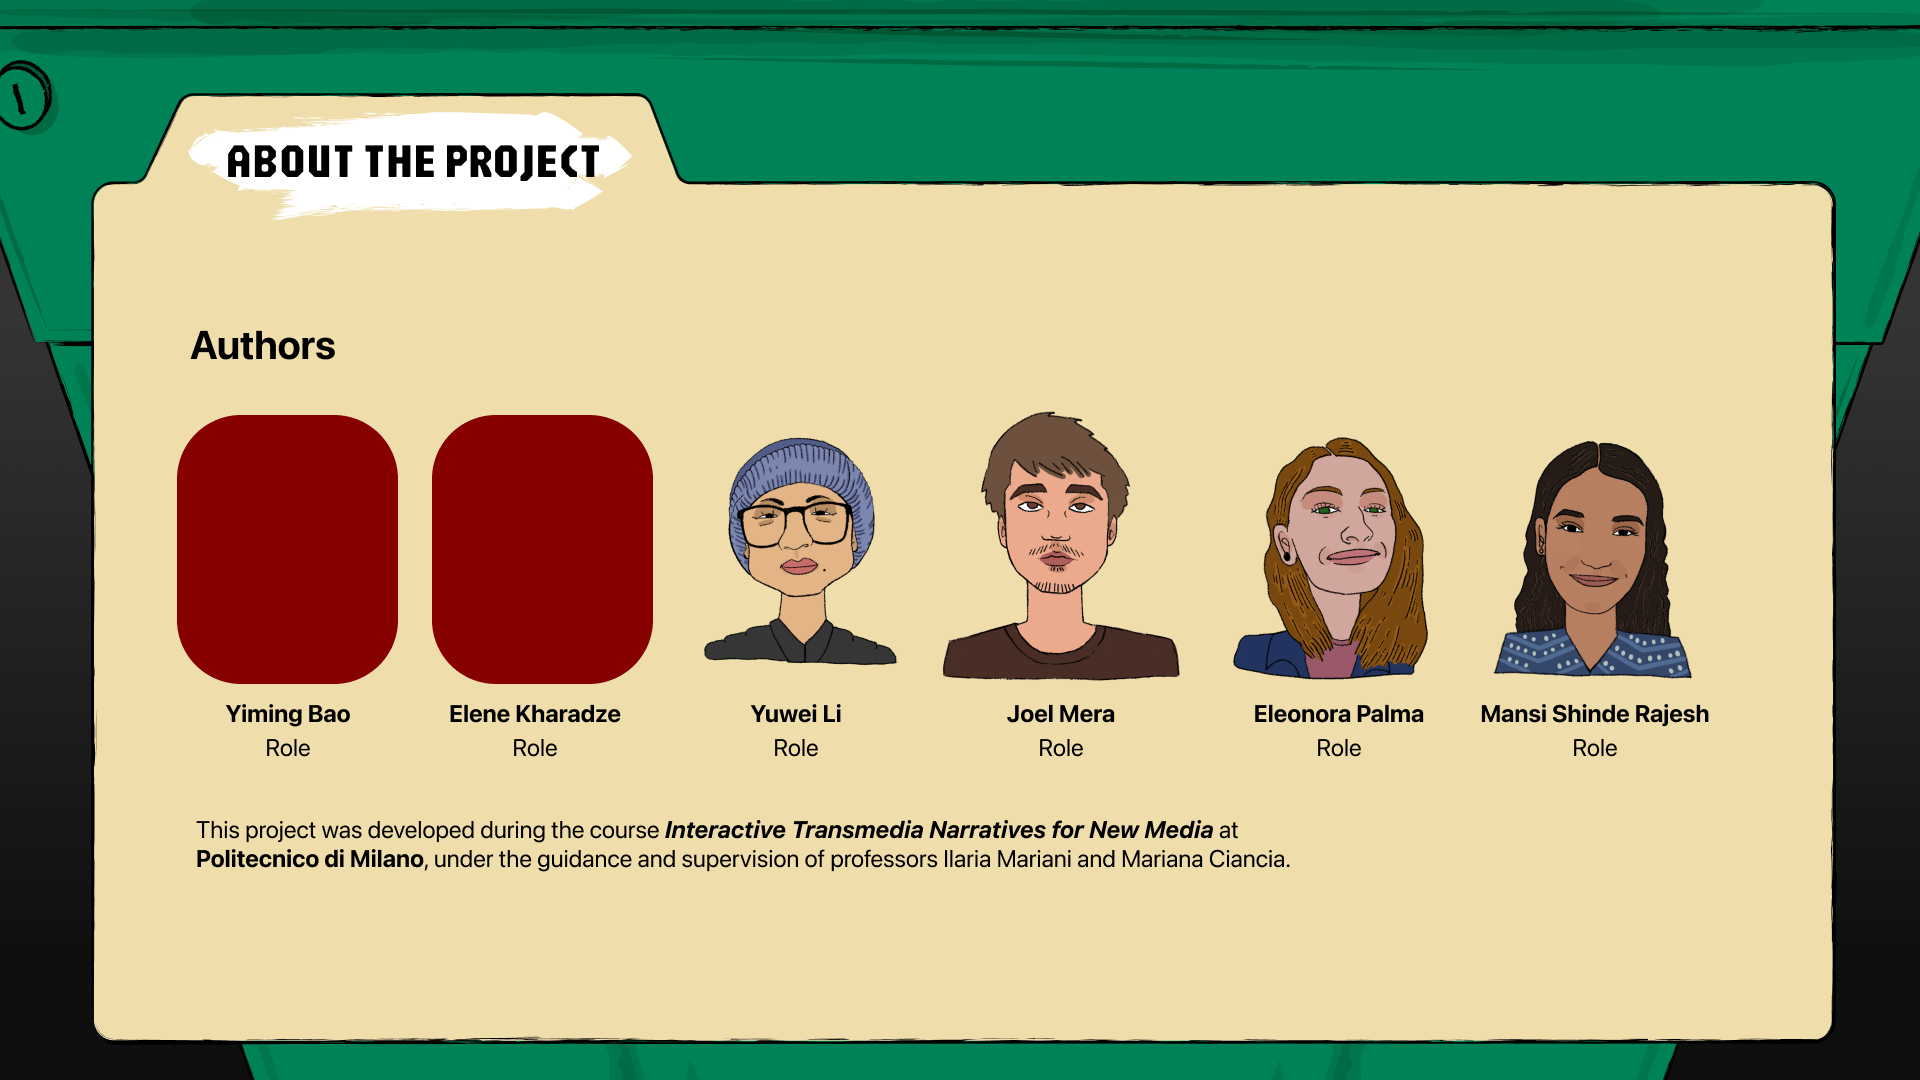 ABOUT THE PROJECT
Authors
Yiming Bao
Role
Elene Kharadze
Role
Yuwei Li
Role
Joel Mera
Role
Eleonora Palma
Role
Mansi Shinde Rajesh
Role
This project was developed during the course Interactive Transmedia Narratives for New Media at
Politecnico di Milano, under the guidance and supervision of professors Ilaria Mariani and Mariana Ciancia.